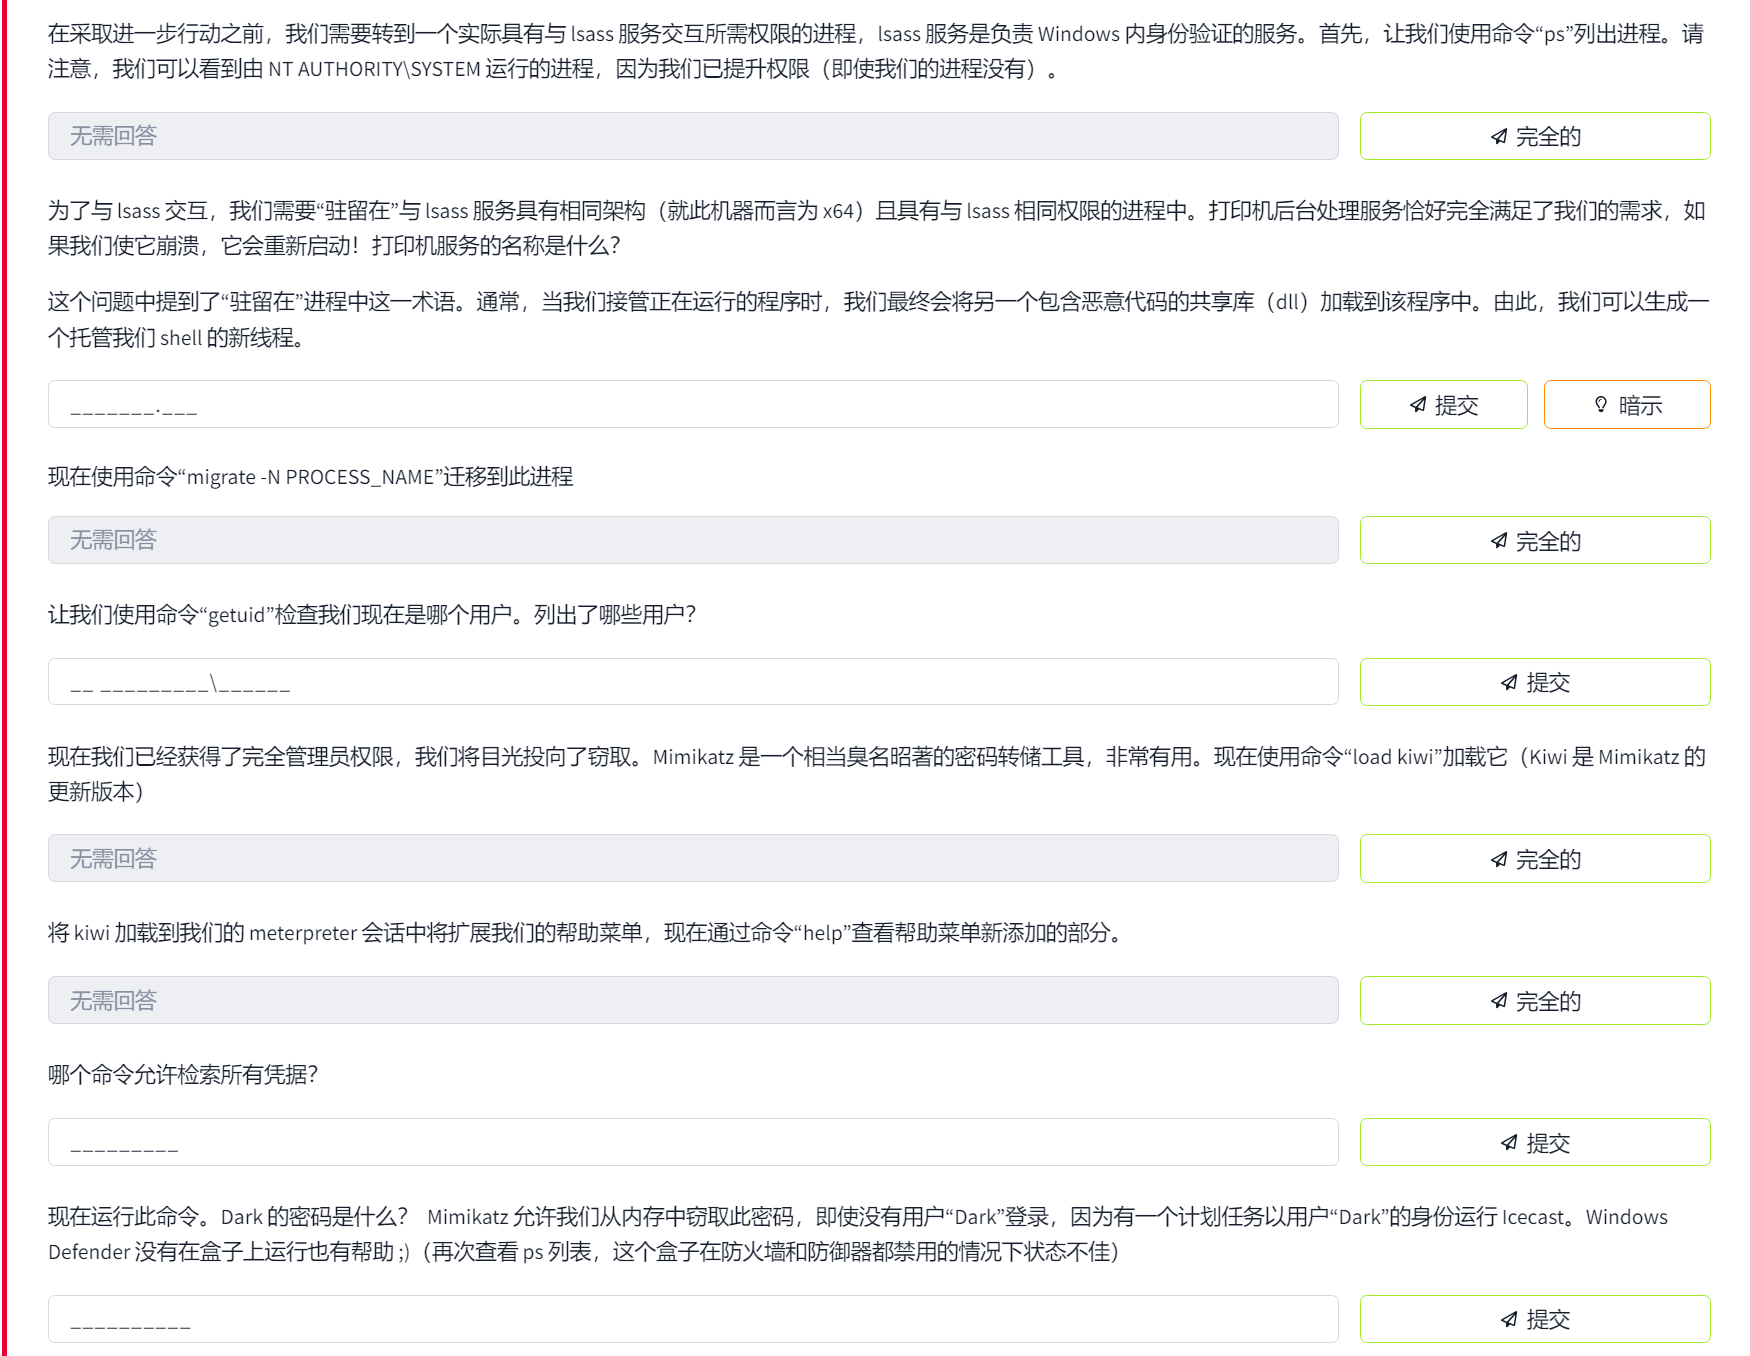 在采取进一步行动之前，我们需要转到一个实际具有与 lsass 服务交互所需权限的进程，lsass 服务是负责 Windows 内身份验证的服务。首先，让我们使用命令“ps”列出进程。请
注意，我们可以看到由 NT AUTHORITY\SYSTEM 运行的进程，因为我们已提升权限（即使我们的进程没有）。
无需回答
完全的
为了与 lsass 交互，我们需要“驻留在”与 lsass 服务具有相同架构（就此机器而言为 x64）且具有与 lsass 相同权限的进程中。打印机后台处理服务恰好完全满足了我们的需求，如
果我们使它崩溃，它会重新启动！打印机服务的名称是什么？
这个问题中提到了“驻留在”进程中这一术语。通常，当我们接管正在运行的程序时，我们最终会将另一个包含恶意代码的共享库（dll）加载到该程序中。由此，我们可以生成一
个托管我们 shell 的新线程。
_______.___
提交
暗示
现在使用命令“migrate -N PROCESS_NAME”迁移到此进程
无需回答
完全的
让我们使用命令“getuid”检查我们现在是哪个用户。列出了哪些用户？
__ _________\______
提交
现在我们已经获得了完全管理员权限，我们将目光投向了窃取。Mimikatz 是一个相当臭名昭著的密码转储工具，非常有用。现在使用命令“load kiwi”加载它（Kiwi 是 Mimikatz 的
更新版本）
无需回答
完全的
将 kiwi 加载到我们的 meterpreter 会话中将扩展我们的帮助菜单，现在通过命令“help”查看帮助菜单新添加的部分。
无需回答
完全的
哪个命令允许检索所有凭据？
_________
提交
现在运行此命令。Dark 的密码是什么？ Mimikatz 允许我们从内存中窃取此密码，即使没有用户“Dark”登录，因为有一个计划任务以用户“Dark”的身份运行 Icecast。Windows
Defender 没有在盒子上运行也有帮助 ;)（再次查看 ps 列表，这个盒子在防火墙和防御器都禁用的情况下状态不佳）
__________
提交